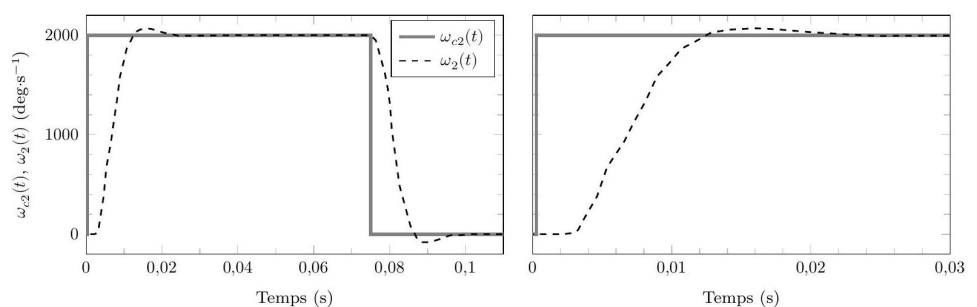 2000
1000
0
ω_{c2}(t), ω_2(t) (deg·s^{−1})
ω_{c2}(t)
ω_2(t)
0 0,02 0,04 0,06 0,08 0,1
Temps (s)
0 0,01 0,02 0,03
Temps (s)